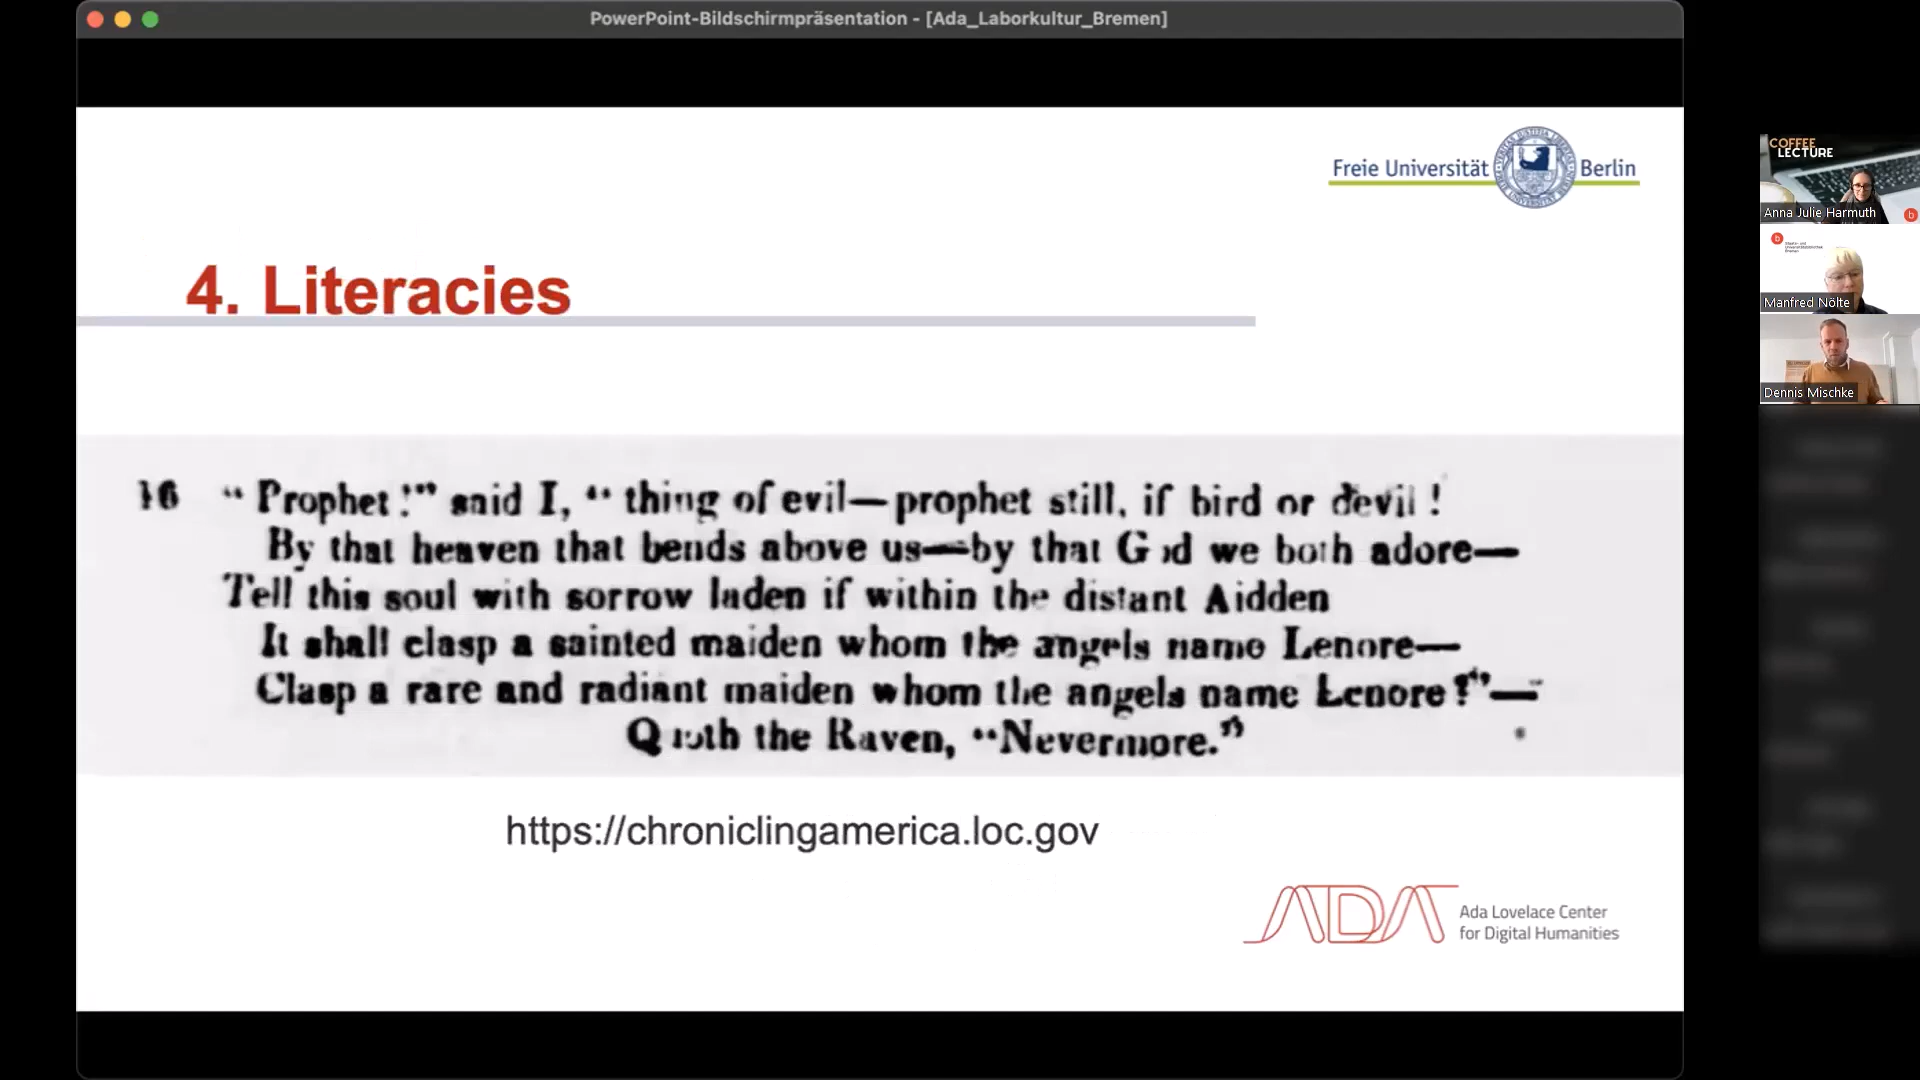 PowerPoint-Bildschirmpräsentation - [Ada_Laborkultur_Bremen]
Freie Universität Berlin
4. Literacies
16 “Prophet!” said I, “thing of evil—prophet still, if bird or devil!
By that heaven that bends above us—by that God we both adore—
Tell this soul with sorrow laden if within the distant Aidden
It shall clasp a sainted maiden whom the angels name Lenore—
Clasp a rare and radiant maiden whom the angels name Lenore?”—
Quoth the Raven, “Nevermore.”
https://chroniclingamerica.loc.gov
ADA
Ada Lovelace Center
for Digital Humanities
COFFEE
LECTURE
Anna Julie Harmuth
Manfred Nölte
Dennis Mischke